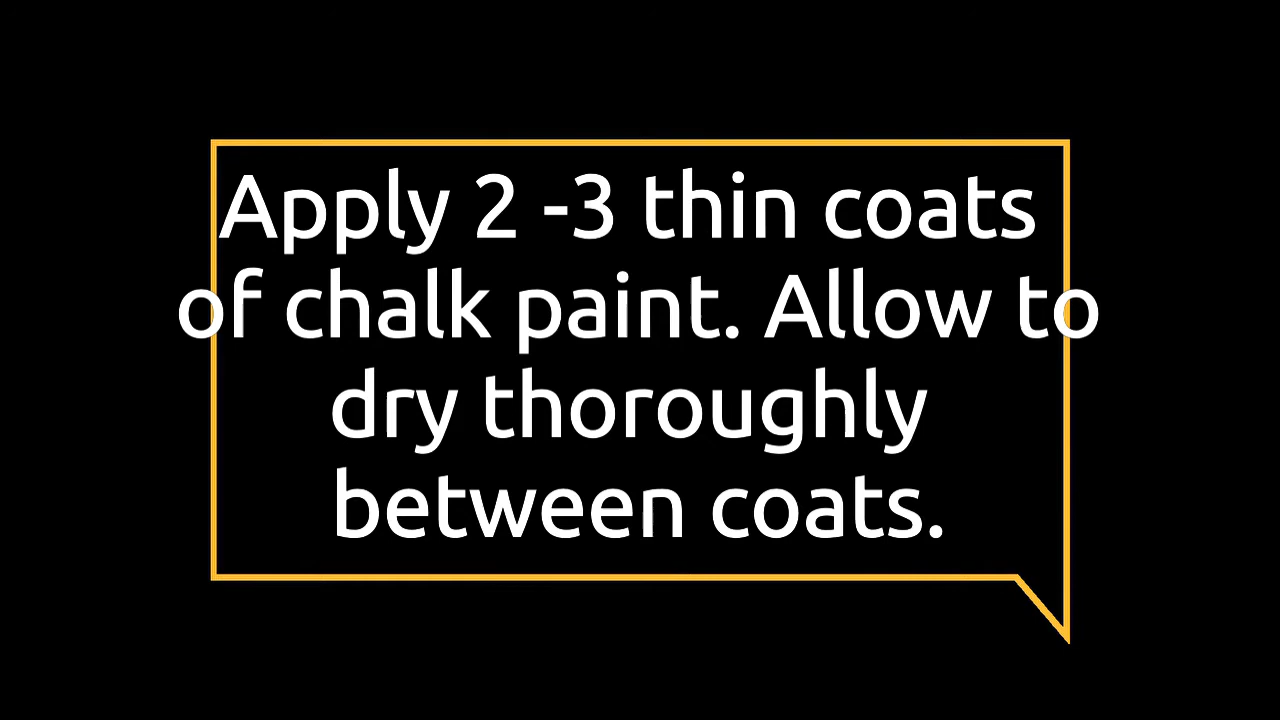 Apply 2 -3 thin coats
of chalk paint. Allow to
dry thoroughly
between coats.